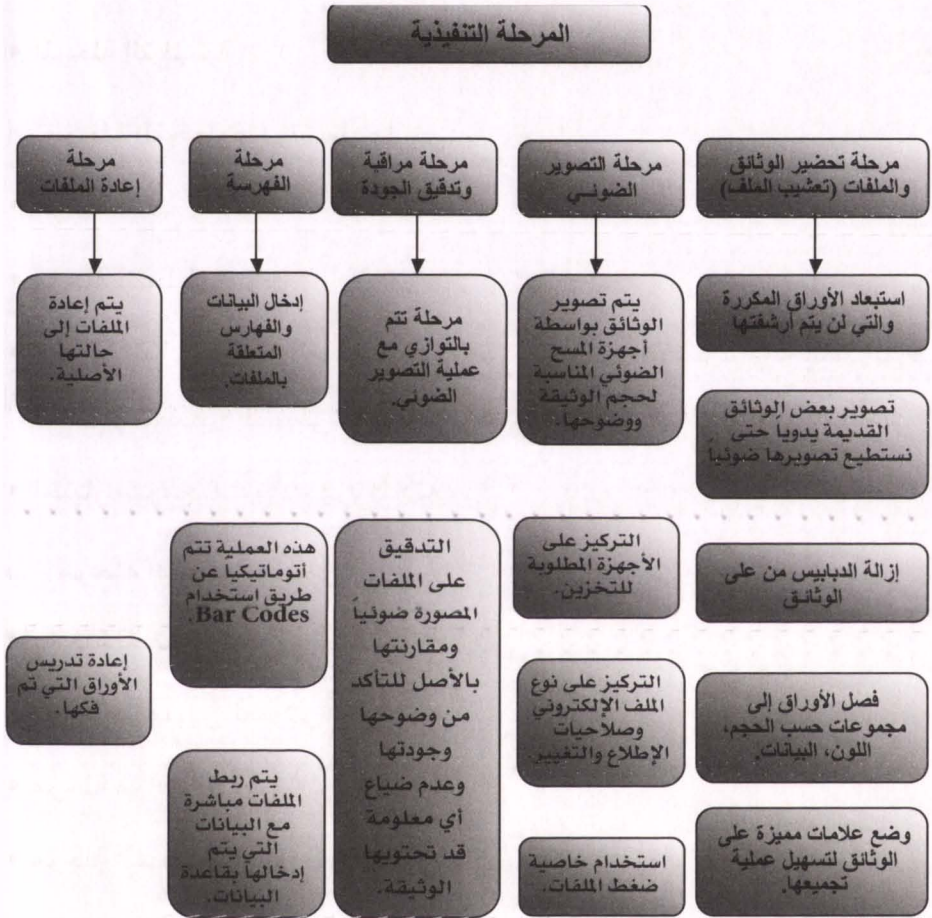 المرحلة التنفيذية
مرحلة تحضير الوثائق
والملفات (تعشيب الملف)
استبعاد الأوراق المكررة
والتي لن يتم أرشفتها
تصوير بعض الوثائق
القديمة يدويا حتى
نستطيع تصويرها ضوئياً
إزالة الدبابيس من على
الوثائق
فصل الأوراق إلى
مجموعات حسب الحجم،
اللون، البيانات.
وضع علامات مميزة على
الوثائق لتسهيل عملية
تجميعها.
مرحلة التصوير
الضوئي
يتم تصوير
الوثائق بواسطة
أجهزة المسح
الضوئي المناسبة
لحجم الوثيقة
ووضوحها.
التركيز على
الأجهزة المطلوبة
للتخزين.
التركيز على نوع
الملف الإلكتروني
وصلاحيات
الإطلاع والتغيير.
استخدام خاصية
ضغط الملفات.
مرحلة مراقبة
وتدقيق الجودة
مرحلة تتم
بالتوازي مع
عملية التصوير
الضوئي.
التدقيق
على الملفات
المصورة ضوئياً
ومقارنتها
بالأصل للتأكد
من وضوحها
وجودتها
وعدم ضياع
أي معلومة
قد تحتويها
الوثيقة.
مرحلة
الفهرسة
إدخال البيانات
والفهارس
المتعلقة
بالملفات.
هذه العملية تتم
أتوماتيكياً عن
طريق استخدام
Bar Codes.
يتم ربط
الملفات مباشرة
مع البيانات
التي يتم
إدخالها بقاعدة
البيانات.
مرحلة
إعادة الملفات
يتم إعادة
الملفات إلى
حالتها
الأصلية.
إعادة تدريس
الأوراق التي تم
فكها.